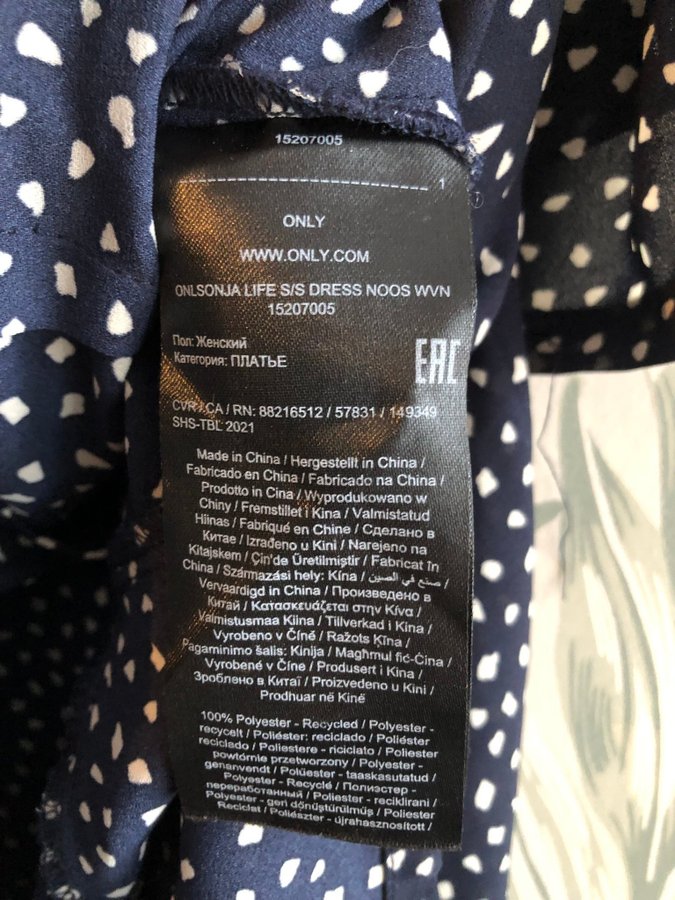 15207005
1
ONLY
WWW.ONLY.COM
ONLSONJA LIFE S/S DRESS NOOS WVN
15207005
Пол: Женский
Категория: ПЛАТЬЕ
EAC
CVR / CA / RN: 88216512 / 57831 / 149349
SHS-TBL 2021
Made in China / Hergestellt in China /
Fabricado en China / Fabricado na China /
Prodotto in Cina / Wyprodukowano w
Chiny / Fremstillet i Kina / Valmistatud
Hiinas / Fabriqué en Chine / Сделано в
Китае / Izrađeno u Kini / Narejeno na
Kitajskem / Çin'de Üretilmiştir / Fabricat în
China / Származási hely: Kína / صنع في الصين /
Vervaardigd in China / Произведено в
Китай / Κατασκευάζεται στην Κίνα /
Valmistusmaa Kiina / Tillverkad i Kina /
Vyrobeno v Číně / Ražots Ķīna /
Pagaminimo šalis: Kinija / Magħmul fiċ-Ċina /
Vyrobené v Číne / Produsert i Kina /
Зроблено в Китаї / Proizvedeno u Kini /
Prodhuar në Kinë
100% Polyester - Recycled / Polyester -
recycelt / Poliéster: reciclado / Poliéster
reciclado / Poliestere - riciclato / Polyester
powtórnie przetworzony / Polyester -
genanvendt / Polüester - taaskasutatud /
Polyester - Recyclé / Полиэстер -
переработанный / Poliester - reciklirani /
Polyester - geri dönüştürülmüş / Poliester
Reciclat / Poliészter - újrahasznosított /